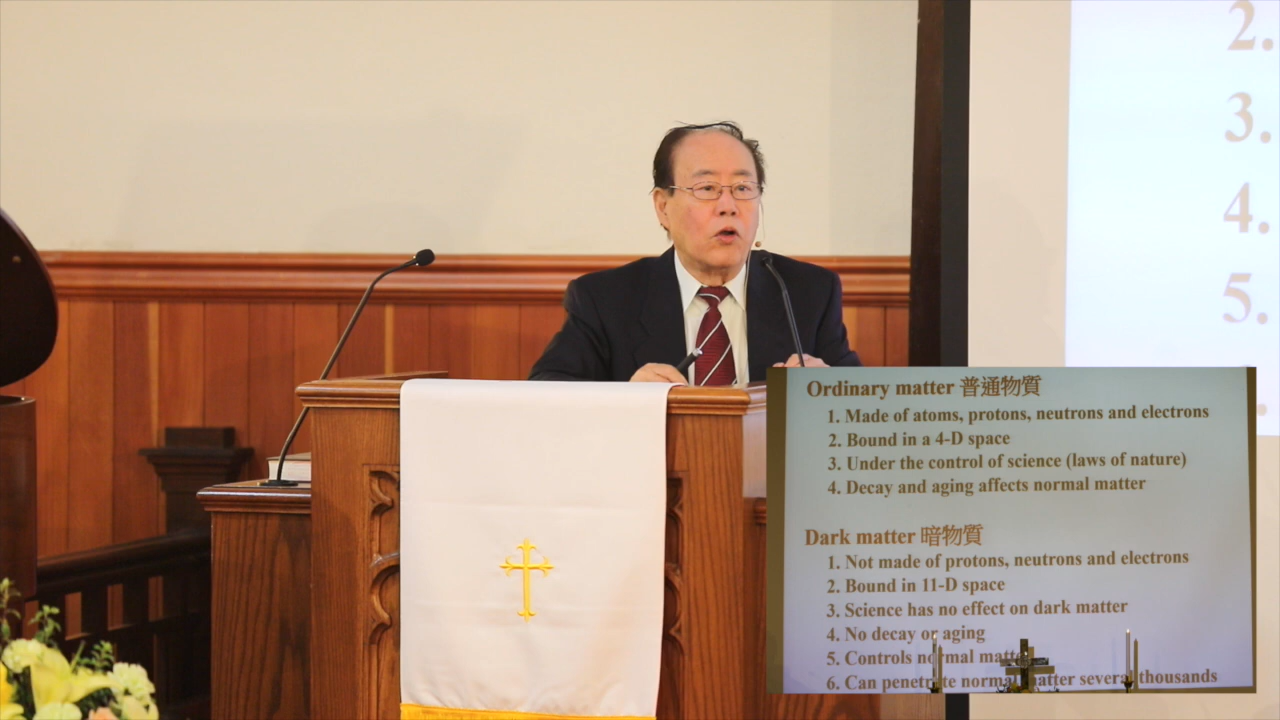 2.
3.
4.
5.
Ordinary matter 普通物質
1. Made of atoms, protons, neutrons and electrons
2. Bound in a 4-D space
3. Under the control of science (laws of nature)
4. Decay and aging affects normal matter
Dark matter 暗物質
1. Not made of protons, neutrons and electrons
2. Bound in 11-D space
3. Science has no effect on dark matter
4. No decay or aging
5. Controls normal matter
6. Can penetrate normal matter several thousands